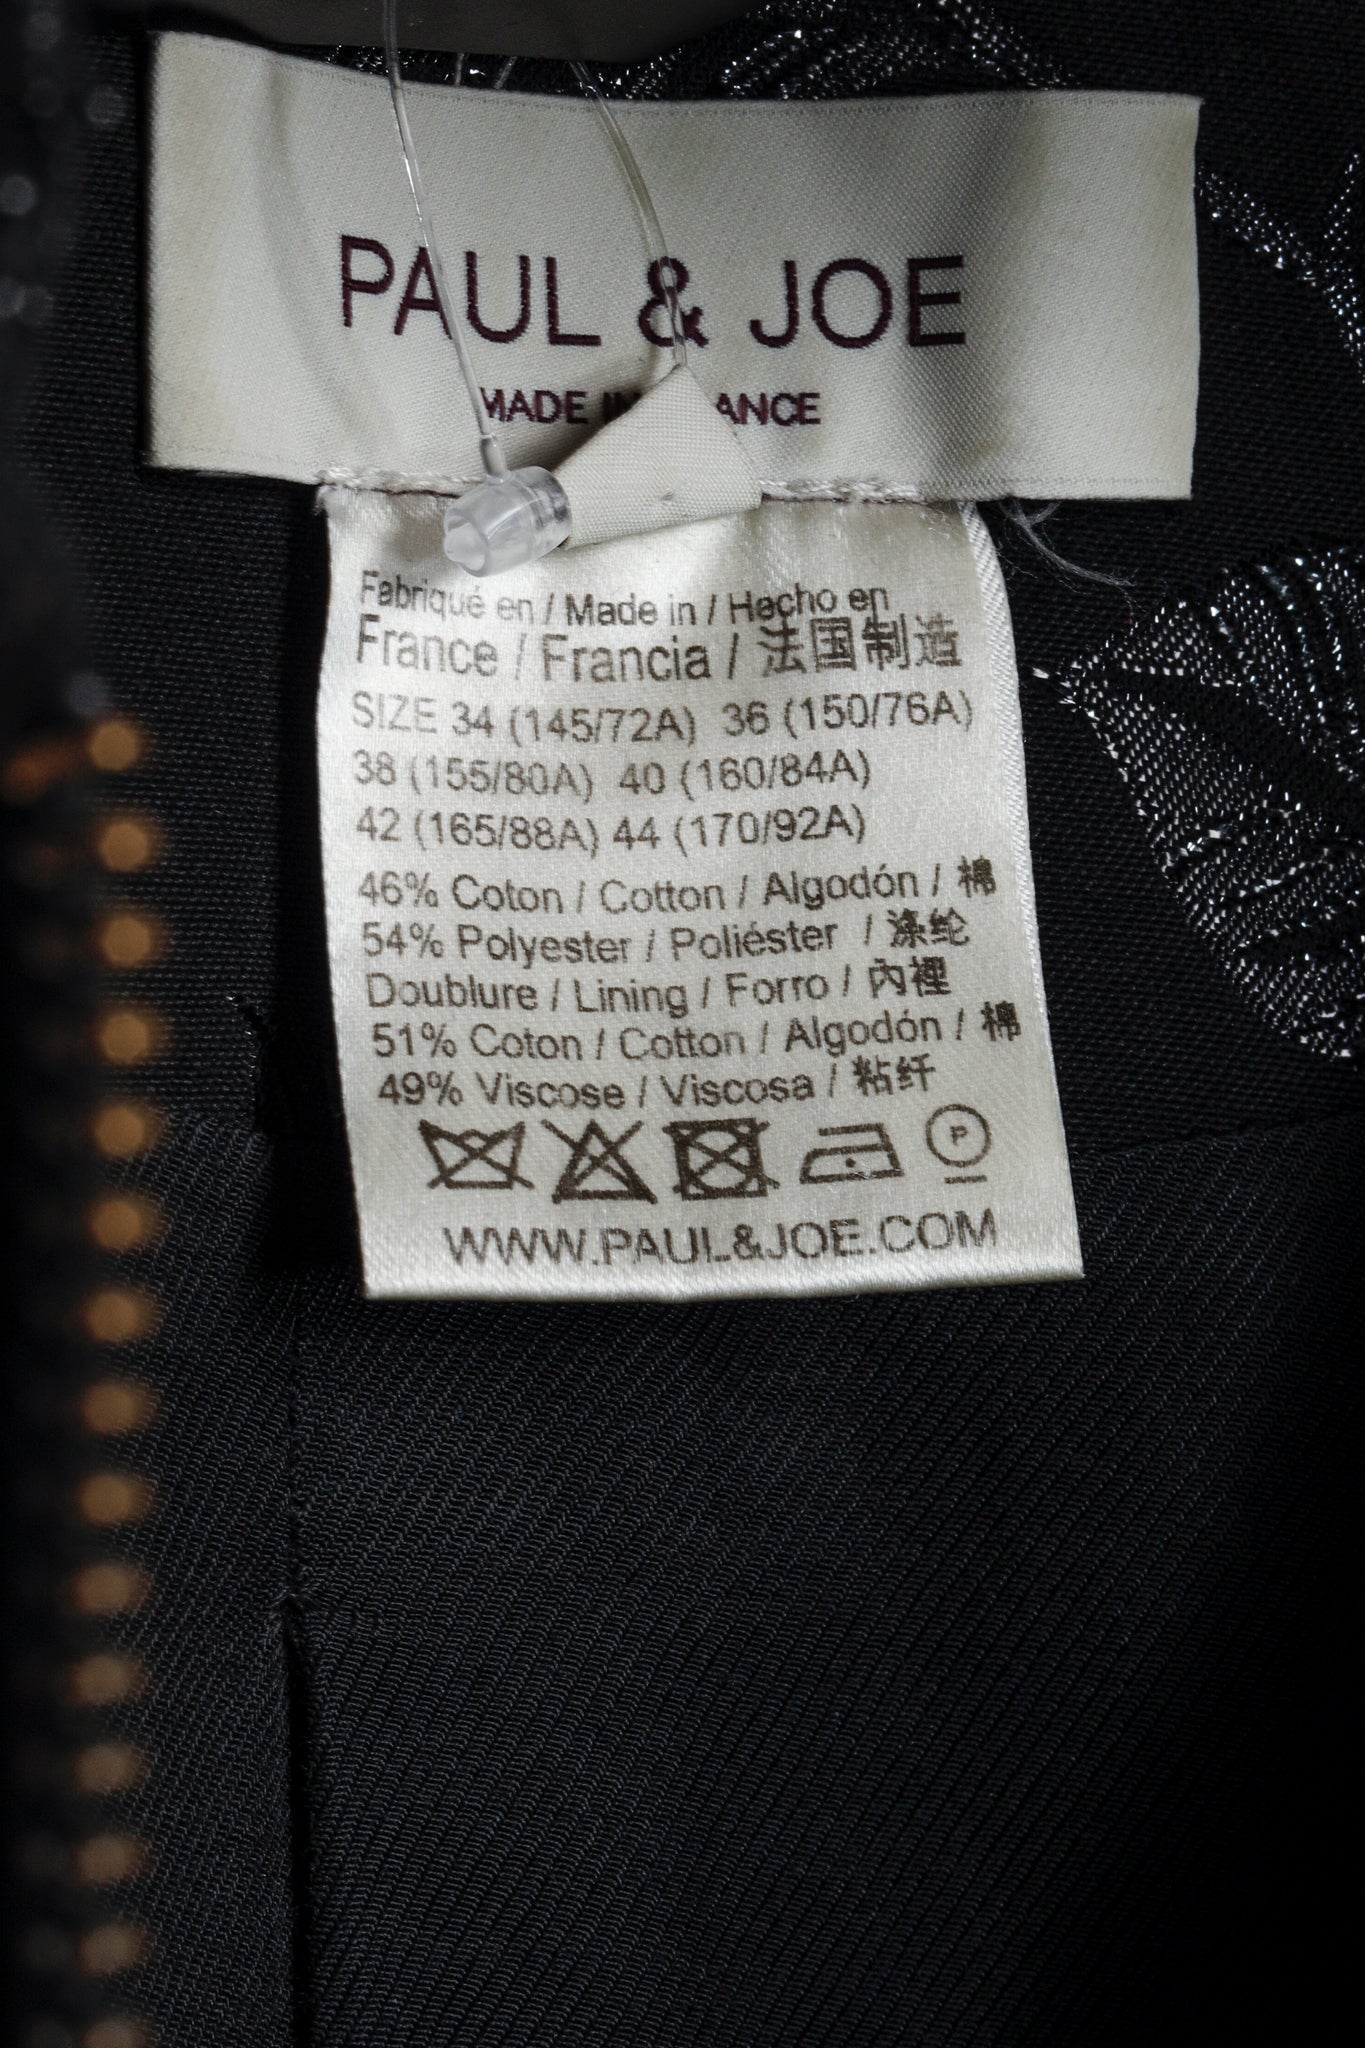 PAUL & JOE
MADE IN ANCE
Fabriqué en / Made in / Hecho en
France / Francia / 法国制造
SIZE 34 (145/72A) 36 (150/76A)
38 (155/80A) 40 (160/84A)
42 (165/88A) 44 (170/92A)
46% Coton / Cotton / Algodón / 棉
54% Polyester / Poliéster / 涤纶
Doublure / Lining / Forro / 內裡
51% Coton / Cotton / Algodón / 棉
49% Viscose / Viscosa / 粘纤
P
WWW.PAUL&JOE.COM